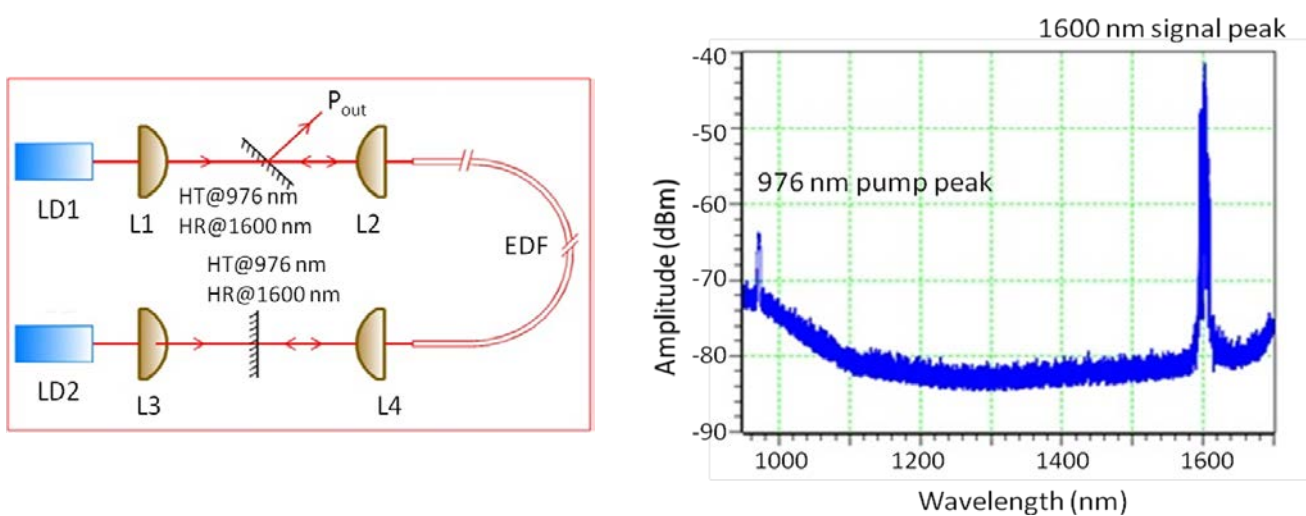 P_out
LD1
L1
HT@976 nm
HR@1600 nm
L2
EDF
HT@976 nm
HR@1600 nm
LD2
L3
L4
1600 nm signal peak
-40
-50
976 nm pump peak
-60
-70
-80
-90
Amplitude (dBm)
1000 1200 1400 1600
Wavelength (nm)